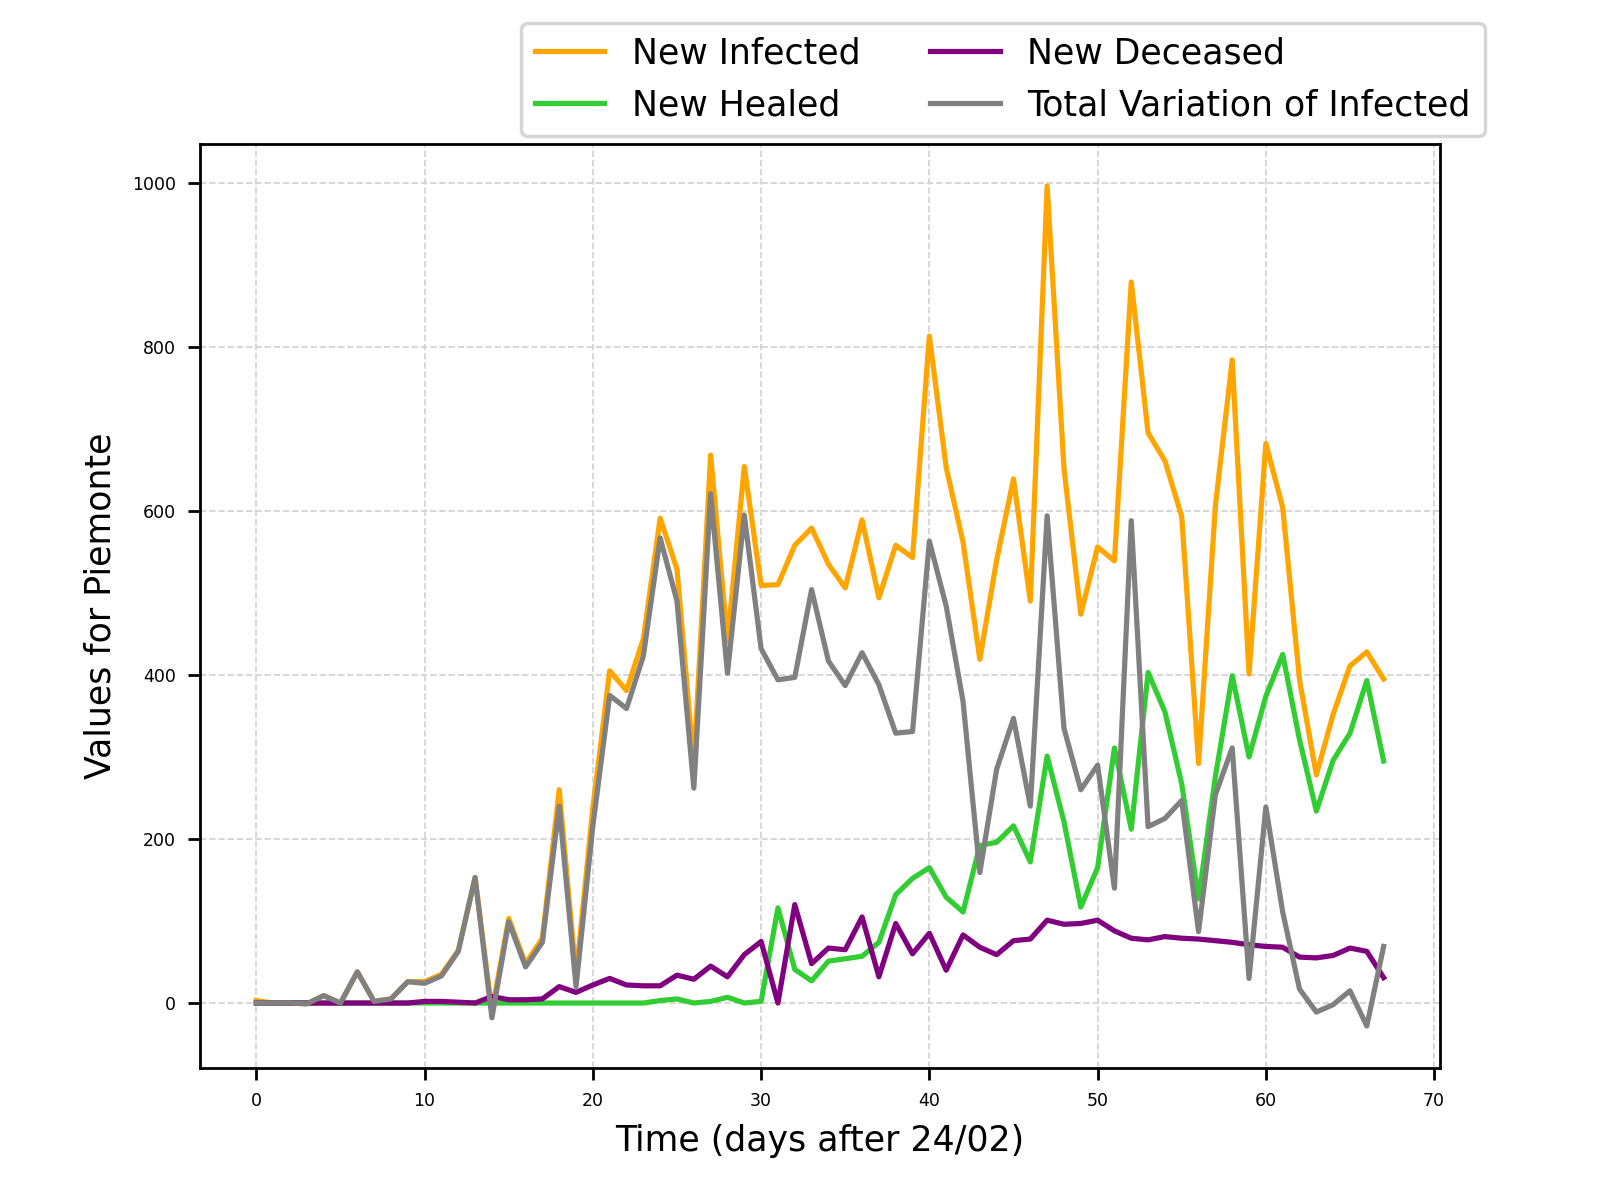 New Infected
New Healed
New Deceased
Total Variation of Infected
Values for Piemonte
1000
800
600
400
200
0
0 10 20 30 40 50 60 70
Time (days after 24/02)